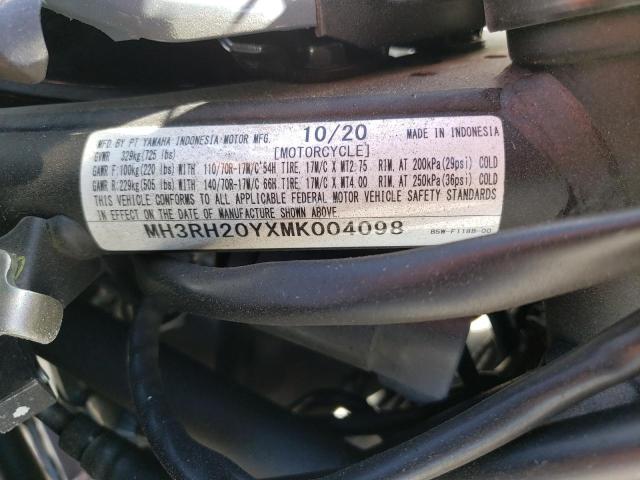 MFD. BY PT YAMAHA INDONESIA MOTOR MFG. 10/20 MADE IN INDONESIA
GVWR 329kg(725 lbs) [MOTORCYCLE]
GAWR F:100kg(220 lbs)WITH 110/70R-17M/C 54H TIRE, 17M/C X MT2.75 RIM, AT 200kPa(29psi) COLD
GAWR R:229kg(505 lbs)WITH 140/70R-17M/C 66H TIRE, 17M/C X MT4.00 RIM, AT 250kPa(36psi) COLD
THIS VEHICLE CONFORMS TO ALL APPLICABLE FEDERAL MOTOR VEHICLE SAFETY STANDARDS
IN EFFECT ON THE DATE OF MANUFACTURE SHOWN ABOVE.
MH3RH20YXMK004098 B5W-F118B-00